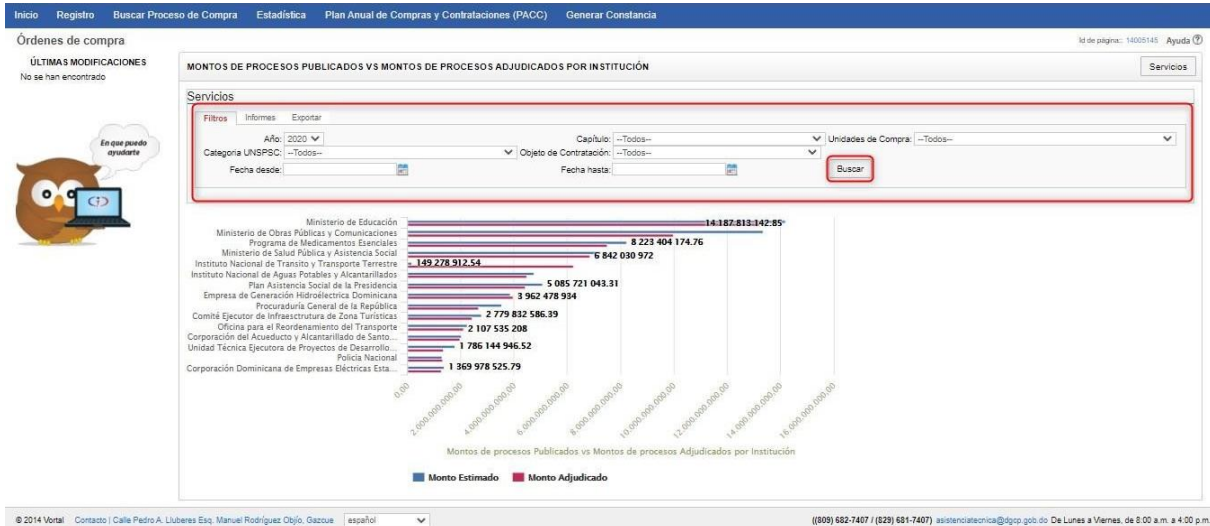 Inicio Registro Buscar Proceso de Compra Estadística Plan Anual de Compras y Contrataciones (PACC) Generar Constancia
Órdenes de compra
Id de página:: 14005145 Ayuda
ÚLTIMAS MODIFICACIONES
No se han encontrado
En que puedo
ayudarte
MONTOS DE PROCESOS PUBLICADOS VS MONTOS DE PROCESOS ADJUDICADOS POR INSTITUCIÓN
Servicios
Servicios
Filtros Informes Exportar
Año: 2020 Capítulo: --Todos-- Unidades de Compra: --Todos--
Categoria UNSPSC: --Todos-- Objeto de Contratación: --Todos--
Fecha desde: Fecha hasta: Buscar
Ministerio de Educación 14.187.813.142.85
Ministerio de Obras Públicas y Comunicaciones
Programa de Medicamentos Esenciales 8 223 404 174.76
Ministerio de Salud Pública y Asistencia Social 6 842 030 972
Instituto Nacional de Transito y Transporte Terrestre 149 278 912.54
Instituto Nacional de Aguas Potables y Alcantarillados
Plan Asistencia Social de la Presidencia 5 085 721 043.31
Empresa de Generación Hidroélectrica Dominicana 3 962 478 934
Procuraduría General de la República
Comité Ejecutor de Infraesctrutura de Zona Turísticas 2 779 832 586.39
Oficina para el Reordenamiento del Transporte 2 107 535 208
Corporación del Acueducto y Alcantarillado de Santo...
Unidad Técnica Ejecutora de Proyectos de Desarrollo... 1 786 144 946.52
Policía Nacional
Corporación Dominicana de Empresas Eléctricas Esta... 1 369 978 525.79
0.00 2.000.000.000,00 4.000.000.000,00 6.000.000.000,00 8.000.000.000,00 10.000.000.000,00 12.000.000.000,00 14.000.000.000,00 16.000.000.000,00
Montos de procesos Publicados vs Montos de procesos Adjudicados por Institución
Monto Estimado Monto Adjudicado
© 2014 Vortal Contacto | Calle Pedro A. Lluberes Esq. Manuel Rodríguez Objío, Gazcue español ((809) 682-7407 / (829) 681-7407) asistenciatecnica@dgcp.gob.do De Lunes a Viernes, de 8:00 a.m. a 4:00 p.m